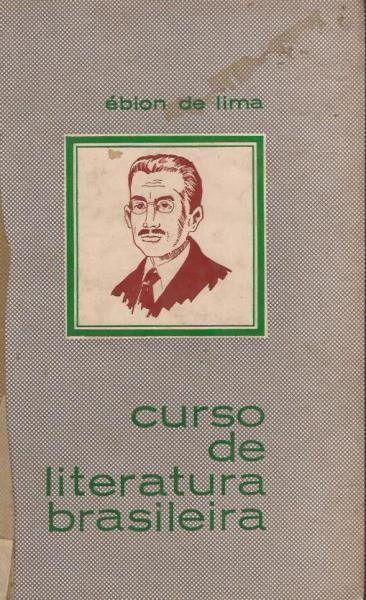 ébion de lima
curso
de
literatura
brasileira